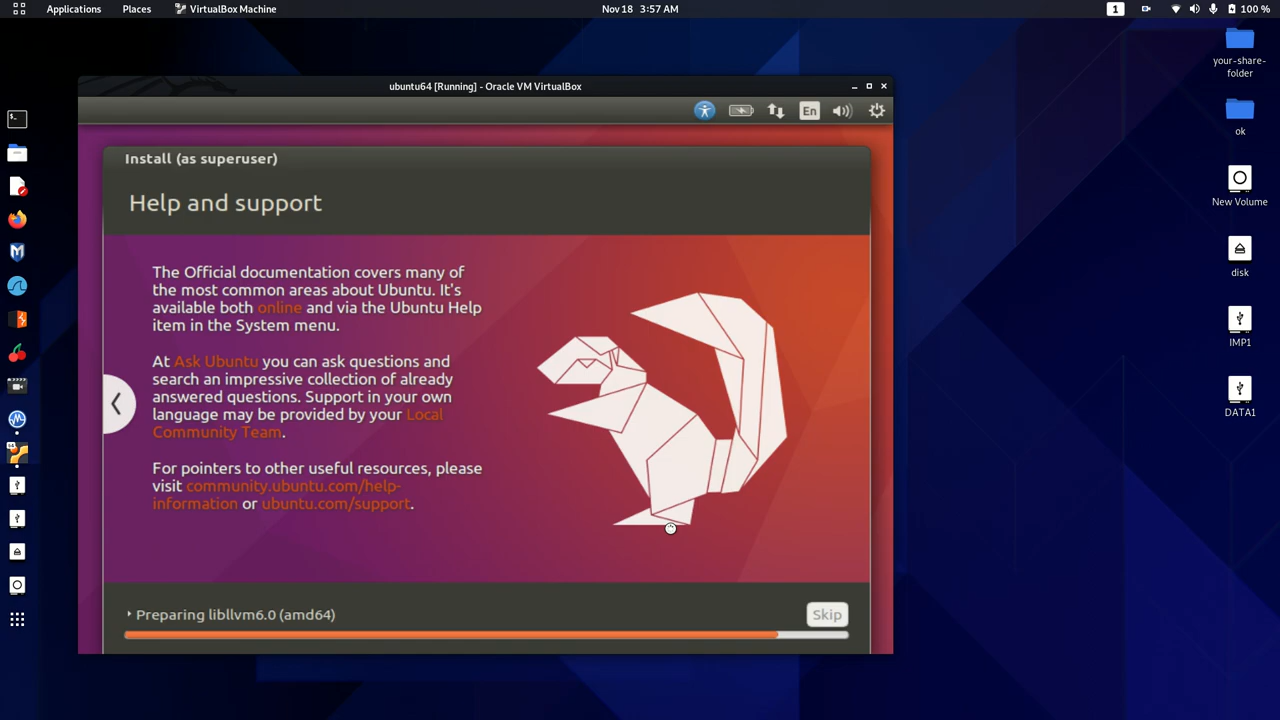 Applications Places VirtualBox Machine Nov 18 3:57 AM 1 100 %
your-share-
folder
ok
New Volume
disk
IMP1
DATA1
ubuntu64 [Running] - Oracle VM VirtualBox
En
Install (as superuser)
Help and support
The Official documentation covers many of
the most common areas about Ubuntu. It's
available both online and via the Ubuntu Help
item in the System menu.
At Ask Ubuntu you can ask questions and
search an impressive collection of already
answered questions. Support in your own
language may be provided by your Local
Community Team.
For pointers to other useful resources, please
visit community.ubuntu.com/help-
information or ubuntu.com/support.
Preparing libllvm6.0 (amd64) Skip